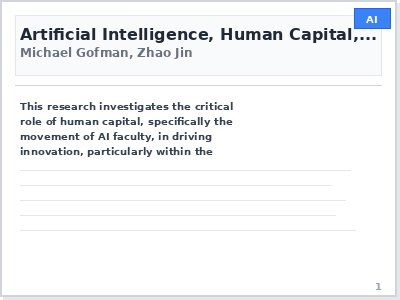 AI
Artificial Intelligence, Human Capital,...
Michael Gofman, Zhao Jin
This research investigates the critical
role of human capital, specifically the
movement of AI faculty, in driving
innovation, particularly within the
1